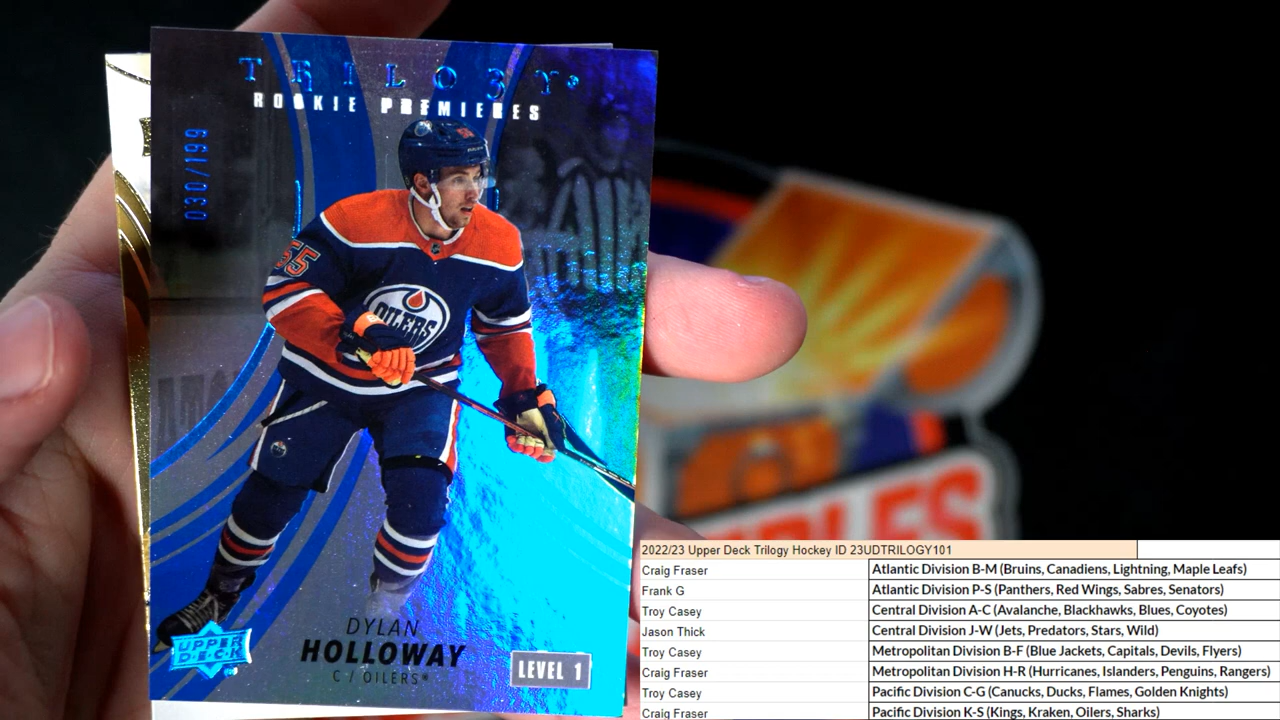 TRILOGY
ROOKIE PREMIERES
030/199
55
OILERS
UPPER DECK
DYLAN
HOLLOWAY
C / OILERS
LEVEL 1
2022/23 Upper Deck Trilogy Hockey ID 23UDTRILOGY101
Craig Fraser Atlantic Division B-M (Bruins, Canadiens, Lightning, Maple Leafs)
Frank G Atlantic Division P-S (Panthers, Red Wings, Sabres, Senators)
Troy Casey Central Division A-C (Avalanche, Blackhawks, Blues, Coyotes)
Jason Thick Central Division J-W (Jets, Predators, Stars, Wild)
Troy Casey Metropolitan Division B-F (Blue Jackets, Capitals, Devils, Flyers)
Craig Fraser Metropolitan Division H-R (Hurricanes, Islanders, Penguins, Rangers)
Troy Casey Pacific Division C-G (Canucks, Ducks, Flames, Golden Knights)
Craig Fraser Pacific Division K-S (Kings, Kraken, Oilers, Sharks)